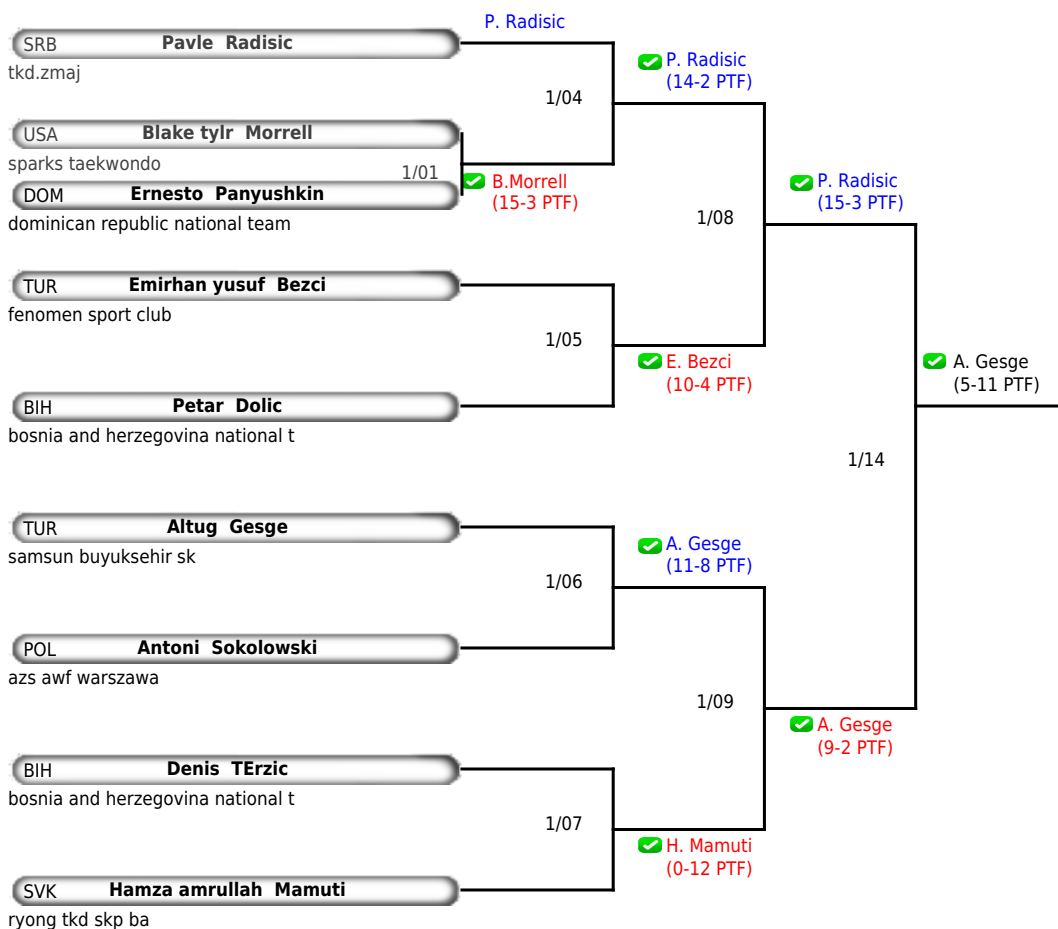 P. Radisic
SRB Pavle Radisic
tkd.zmaj
P. Radisic
(14-2 PTF)
1/04
USA Blake tylr Morrell
sparks taekwondo
1/01
B.Morrell
(15-3 PTF)
DOM Ernesto Panyushkin
dominican republic national team
P. Radisic
(15-3 PTF)
1/08
TUR Emirhan yusuf Bezci
fenomen sport club
1/05
E. Bezci
(10-4 PTF)
A. Gesge
(5-11 PTF)
BIH Petar Dolic
bosnia and herzegovina national t
1/14
TUR Altug Gesge
samsun buyuksehir sk
A. Gesge
(11-8 PTF)
1/06
POL Antoni Sokolowski
azs awf warszawa
1/09
A. Gesge
(9-2 PTF)
BIH Denis TErzic
bosnia and herzegovina national t
1/07
H. Mamuti
(0-12 PTF)
SVK Hamza amrullah Mamuti
ryong tkd skp ba